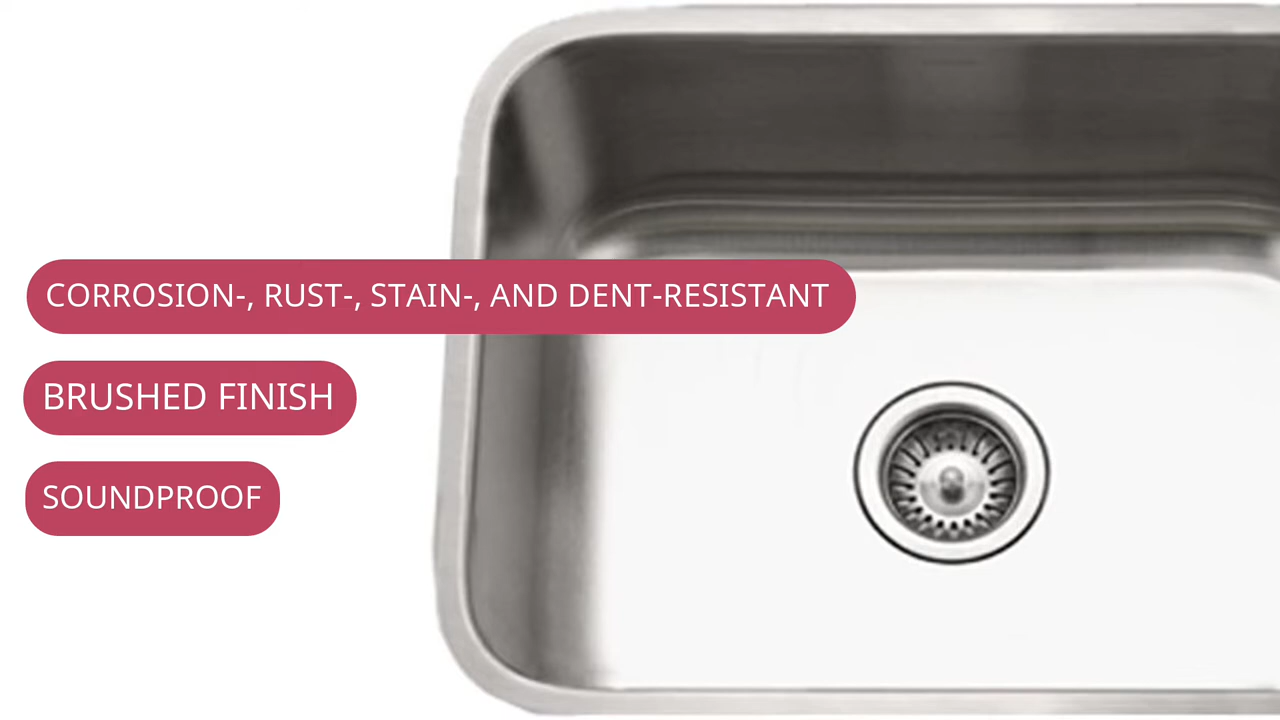 CORROSION-, RUST-, STAIN-, AND DENT-RESISTANT
BRUSHED FINISH
SOUNDPROOF